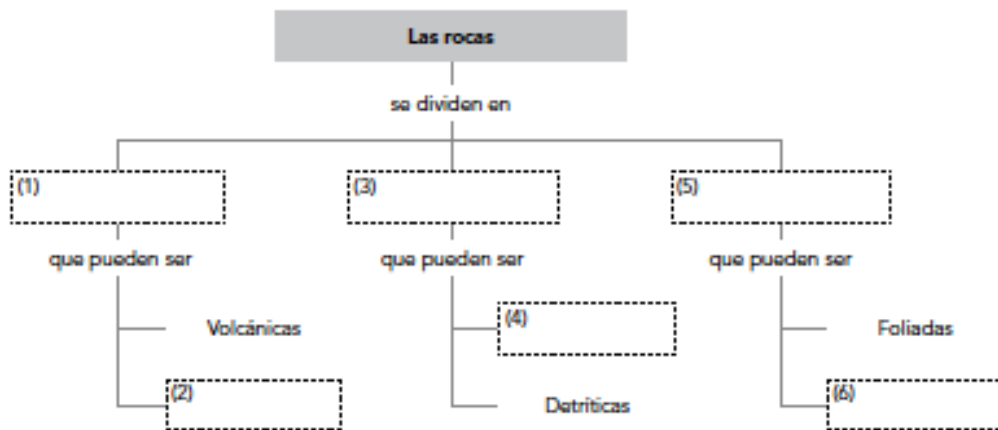 Las rocas
se dividen en
(1)
(3)
(5)
que pueden ser
que pueden ser
que pueden ser
Volcánicas
(4)
Foliadas
(2)
Detríticas
(6)